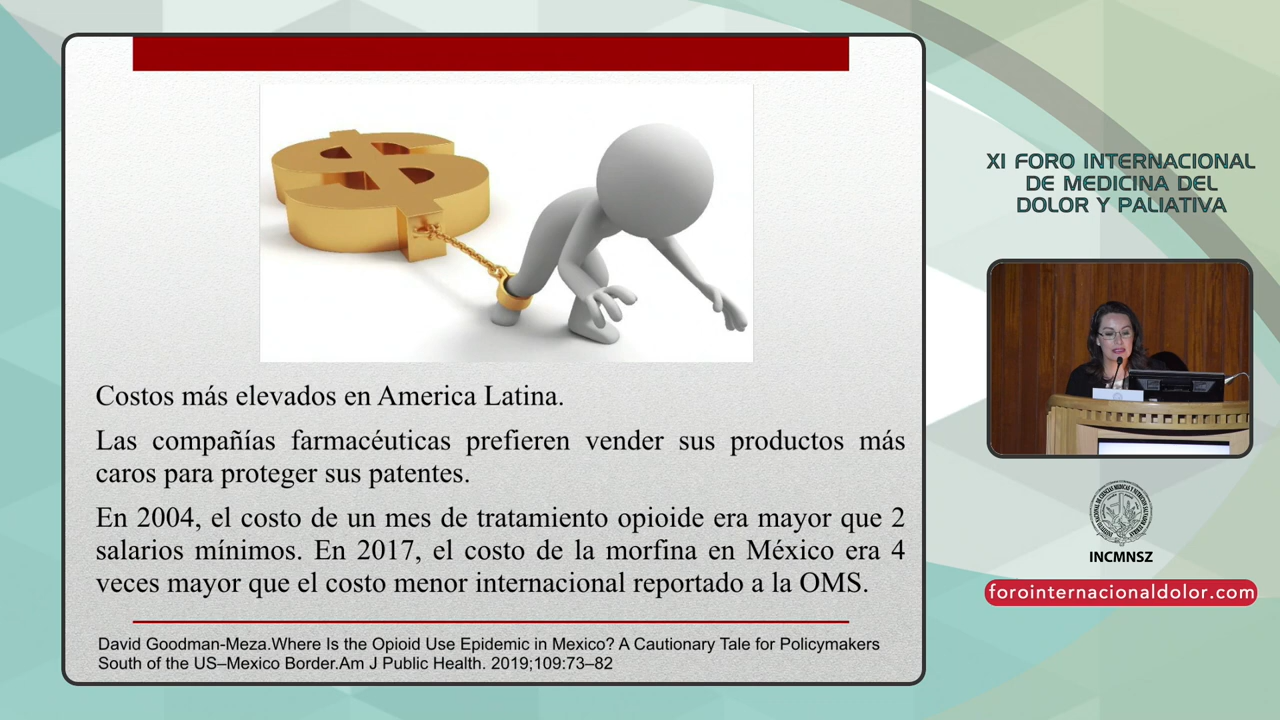 Costos más elevados en America Latina.
Las compañías farmacéuticas prefieren vender sus productos más
caros para proteger sus patentes.
En 2004, el costo de un mes de tratamiento opioide era mayor que 2
salarios mínimos. En 2017, el costo de la morfina en México era 4
veces mayor que el costo menor internacional reportado a la OMS.
David Goodman-Meza.Where Is the Opioid Use Epidemic in Mexico? A Cautionary Tale for Policymakers
South of the US–Mexico Border.Am J Public Health. 2019;109:73–82
XI FORO INTERNACIONAL
DE MEDICINA DEL
DOLOR Y PALIATIVA
INCMNSZ
forointernacionaldolor.com